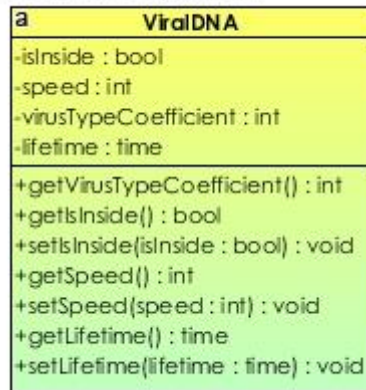 a
ViralDNA
-isInside : bool
-speed : int
-virusTypeCoefficient : int
-lifetime : time
+getVirusTypeCoefficient() : int
+getIsInside() : bool
+setIsInside(isInside : bool) : void
+getSpeed() : int
+setSpeed(speed : int) : void
+getLifetime() : time
+setLifetime(lifetime : time) : void